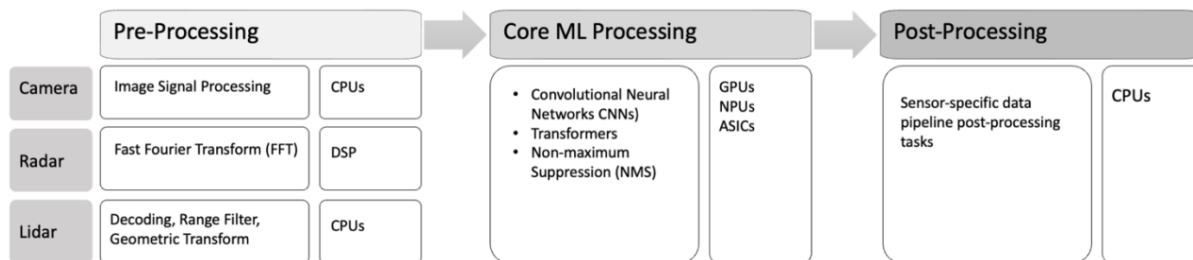 Pre-Processing
Core ML Processing
Post-Processing
Camera
Image Signal Processing
CPUs
Radar
Fast Fourier Transform (FFT)
DSP
Lidar
Decoding, Range Filter,
Geometric Transform
CPUs
• Convolutional Neural
Networks CNNs)
• Transformers
• Non-maximum
Suppression (NMS)
GPUs
NPUs
ASICs
Sensor-specific data
pipeline post-processing
tasks
CPUs